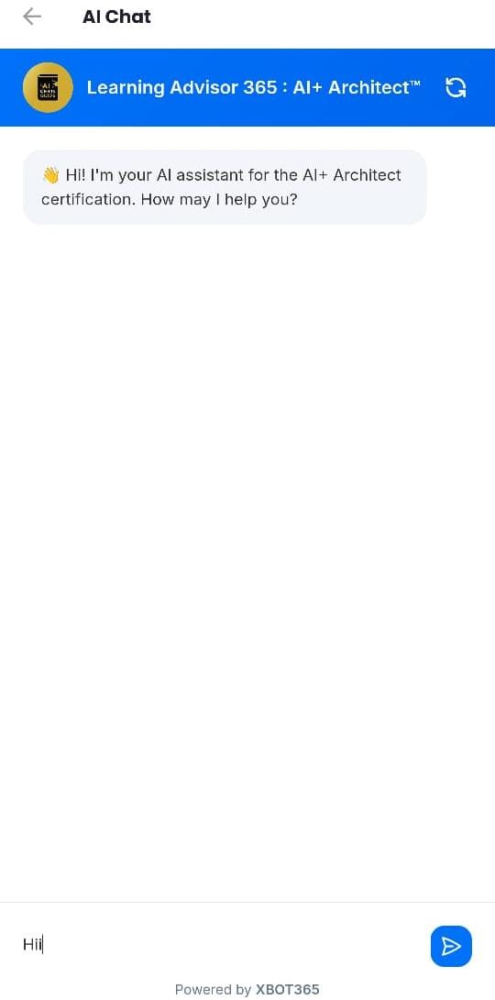 AI Chat
Learning Advisor 365 : AI+ Architect™
👋 Hi! I'm your AI assistant for the AI+ Architect
certification. How may I help you?
Hii
Powered by XBOT365